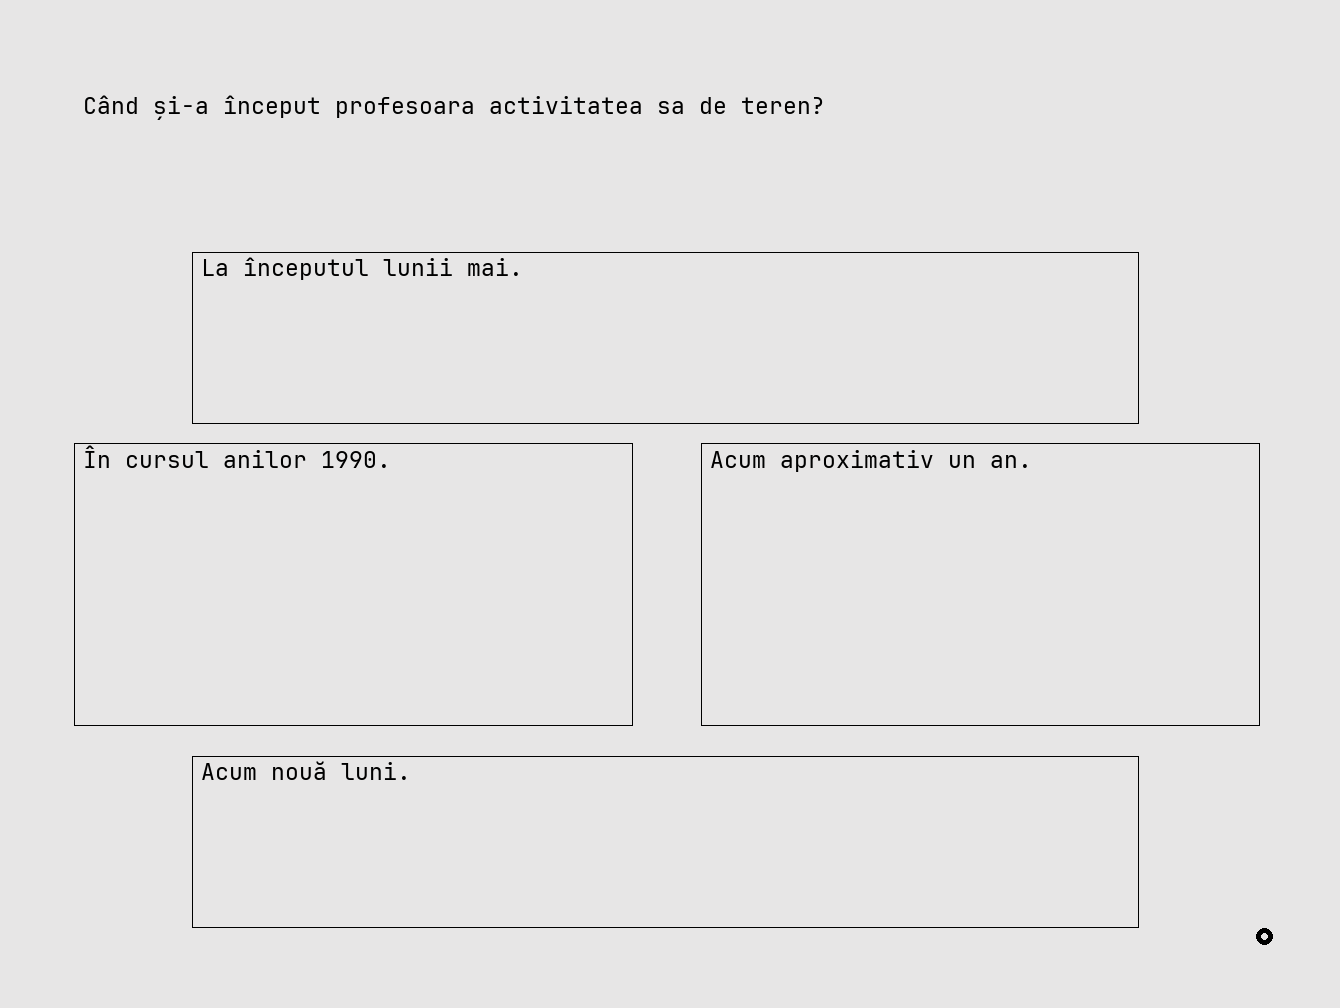 Când și-a început profesoara activitatea sa de teren?
La începutul lunii mai.
În cursul anilor 1990.
Acum aproximativ un an.
Acum nouă luni.